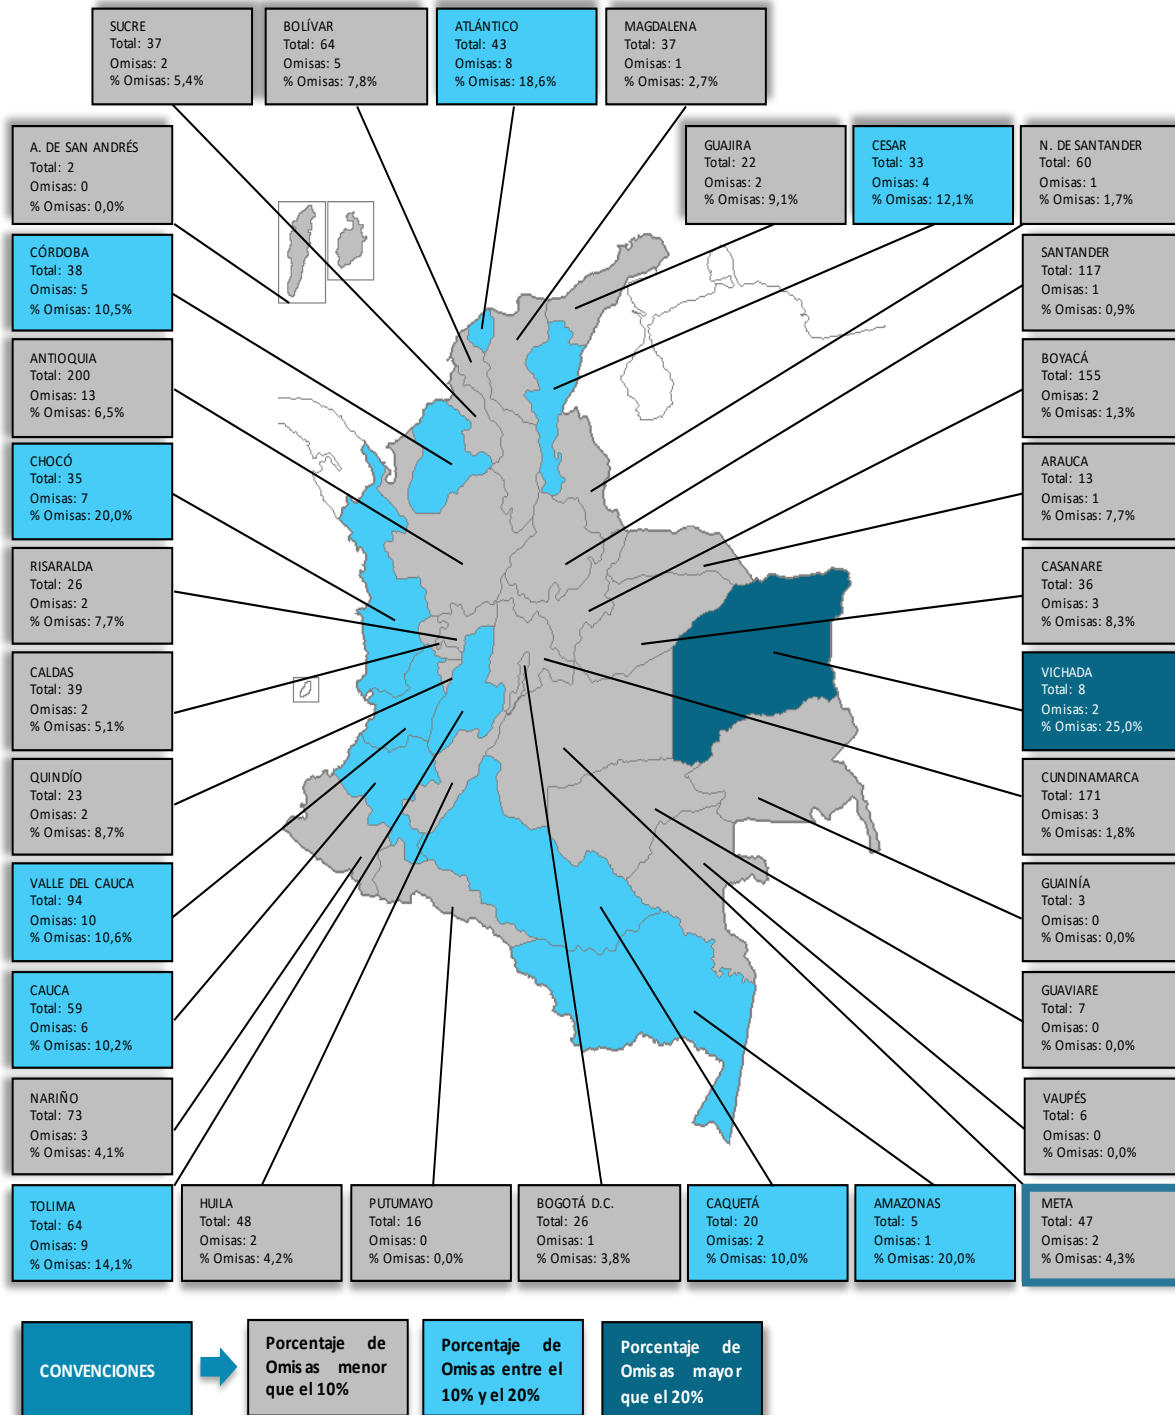 SUCRE
Total: 37
Omisas: 2
% Omisas: 5,4%
BOLÍVAR
Total: 64
Omisas: 5
% Omisas: 7,8%
ATLÁNTICO
Total: 43
Omisas: 8
% Omisas: 18,6%
MAGDALENA
Total: 37
Omisas: 1
% Omisas: 2,7%
A. DE SAN ANDRÉS
Total: 2
Omisas: 0
% Omisas: 0,0%
GUAJIRA
Total: 22
Omisas: 2
% Omisas: 9,1%
CESAR
Total: 33
Omisas: 4
% Omisas: 12,1%
N. DE SANTANDER
Total: 60
Omisas: 1
% Omisas: 1,7%
CÓRDOBA
Total: 38
Omisas: 5
% Omisas: 10,5%
SANTANDER
Total: 117
Omisas: 1
% Omisas: 0,9%
ANTIOQUIA
Total: 200
Omisas: 13
% Omisas: 6,5%
BOYACÁ
Total: 155
Omisas: 2
% Omisas: 1,3%
CHOCÓ
Total: 35
Omisas: 7
% Omisas: 20,0%
ARAUCA
Total: 13
Omisas: 1
% Omisas: 7,7%
RISARALDA
Total: 26
Omisas: 2
% Omisas: 7,7%
CASANARE
Total: 36
Omisas: 3
% Omisas: 8,3%
CALDAS
Total: 39
Omisas: 2
% Omisas: 5,1%
VICHADA
Total: 8
Omisas: 2
% Omisas: 25,0%
QUINDÍO
Total: 23
Omisas: 2
% Omisas: 8,7%
CUNDINAMARCA
Total: 171
Omisas: 3
% Omisas: 1,8%
VALLE DEL CAUCA
Total: 94
Omisas: 10
% Omisas: 10,6%
GUAINÍA
Total: 3
Omisas: 0
% Omisas: 0,0%
CAUCA
Total: 59
Omisas: 6
% Omisas: 10,2%
GUAVIARE
Total: 7
Omisas: 0
% Omisas: 0,0%
NARIÑO
Total: 73
Omisas: 3
% Omisas: 4,1%
VAUPÉS
Total: 6
Omisas: 0
% Omisas: 0,0%
TOLIMA
Total: 64
Omisas: 9
% Omisas: 14,1%
HUILA
Total: 48
Omisas: 2
% Omisas: 4,2%
PUTUMAYO
Total: 16
Omisas: 0
% Omisas: 0,0%
BOGOTÁ D.C.
Total: 26
Omisas: 1
% Omisas: 3,8%
CAQUETÁ
Total: 20
Omisas: 2
% Omisas: 10,0%
AMAZONAS
Total: 5
Omisas: 1
% Omisas: 20,0%
META
Total: 47
Omisas: 2
% Omisas: 4,3%
CONVENCIONES
Porcentaje de
Omisas menor
que el 10%
Porcentaje de
Omisas entre el
10% y el 20%
Porcentaje de
Omisas mayor
que el 20%